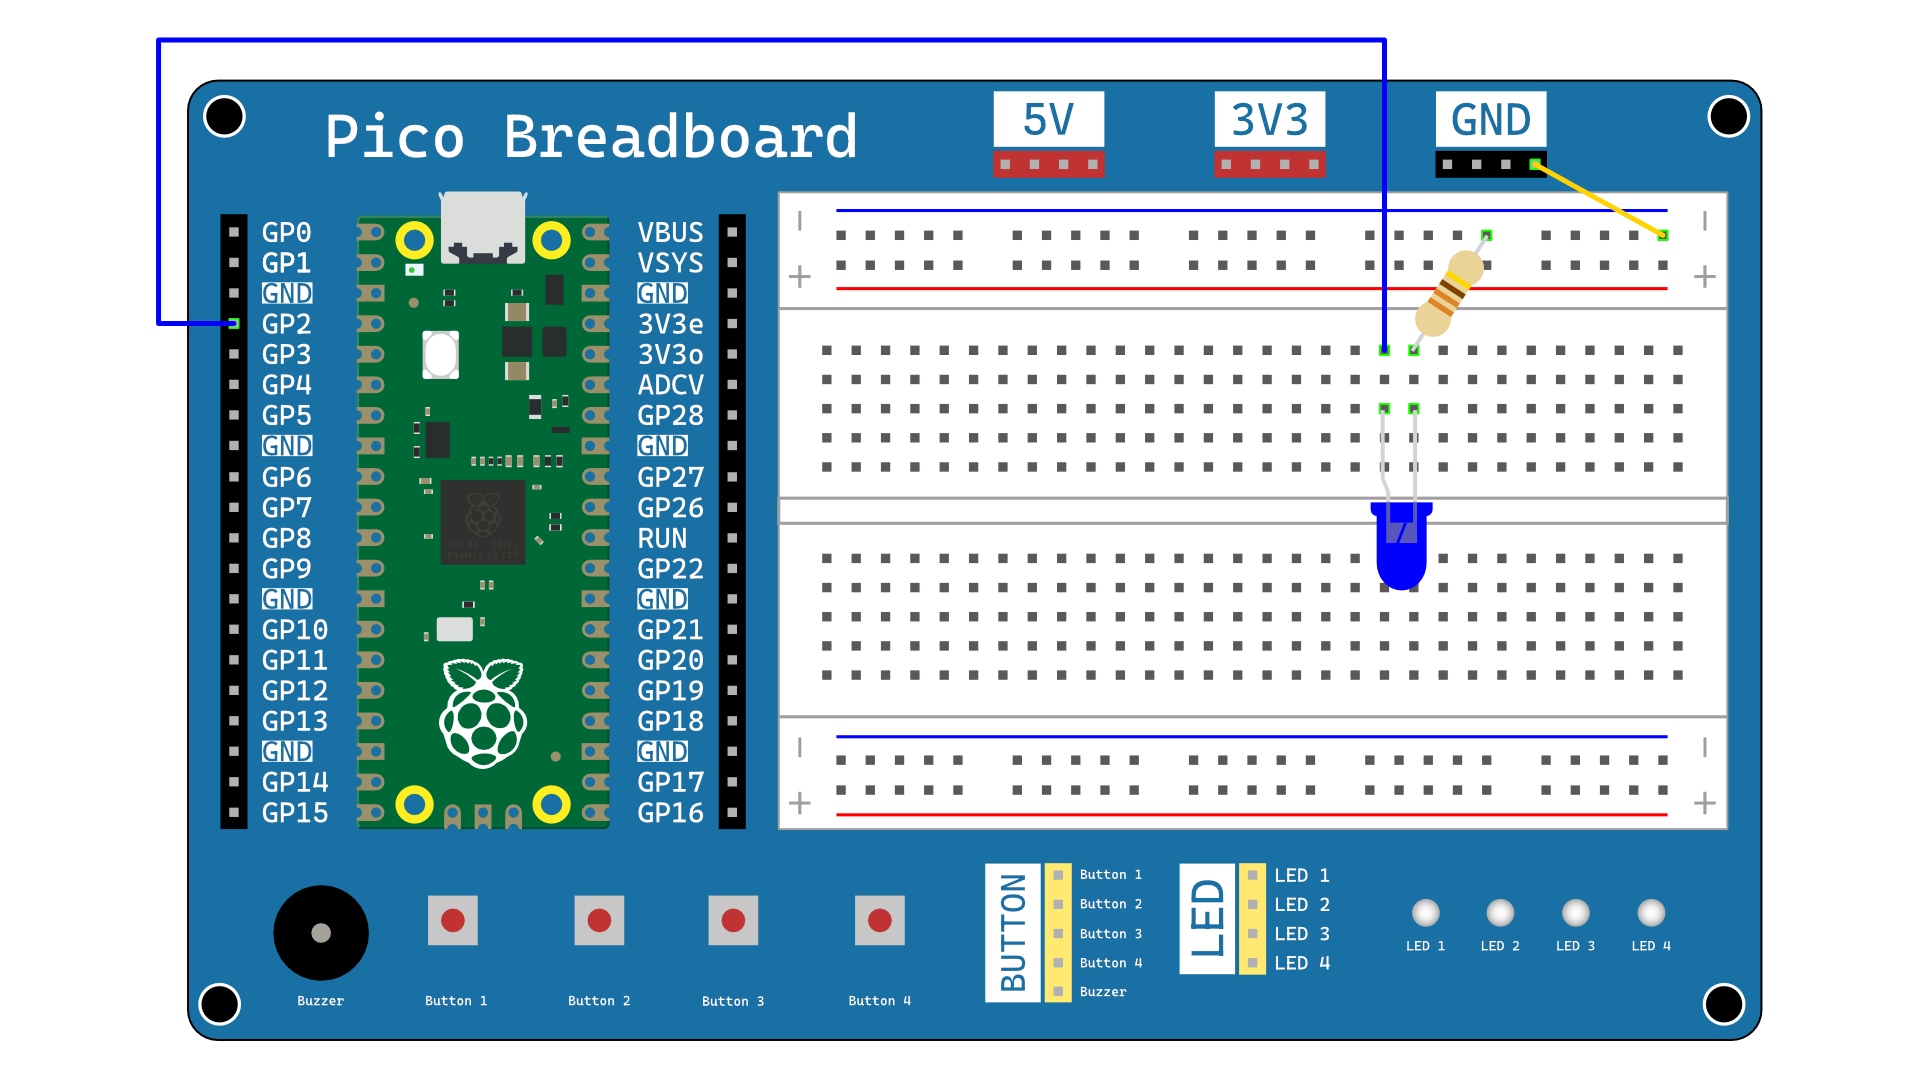 Pico Breadboard
5V
3V3
GND
GP0
GP1
GND
GP2
GP3
GP4
GP5
GND
GP6
GP7
GP8
GP9
GND
GP10
GP11
GP12
GP13
GND
GP14
GP15
VBUS
VSYS
GND
3V3e
3V3o
ADCV
GP28
GND
GP27
GP26
RUN
GP22
GND
GP21
GP20
GP19
GP18
GND
GP17
GP16
Buzzer
Button 1
Button 2
Button 3
Button 4
BUTTON
Button 1
Button 2
Button 3
Button 4
Buzzer
LED
LED 1
LED 2
LED 3
LED 4
LED 1
LED 2
LED 3
LED 4